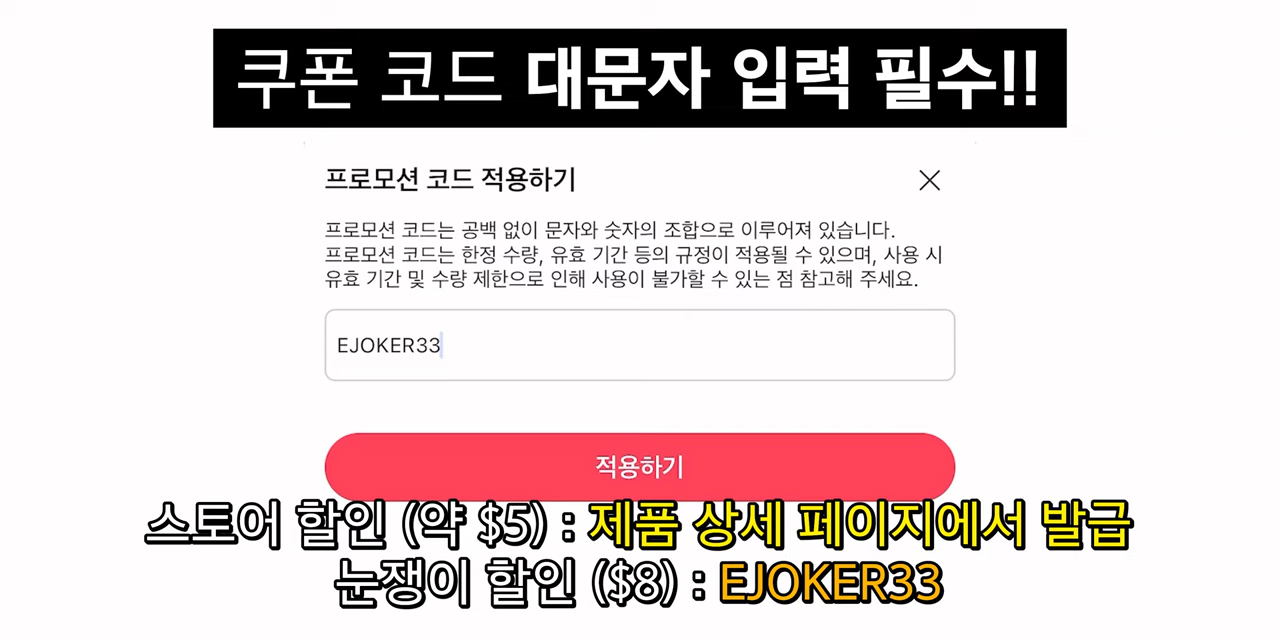 쿠폰 코드 대문자 입력 필수!!
프로모션 코드 적용하기
프로모션 코드는 공백 없이 문자와 숫자의 조합으로 이루어져 있습니다.
프로모션 코드는 한정 수량, 유효 기간 등의 규정이 적용될 수 있으며, 사용 시
유효 기간 및 수량 제한으로 인해 사용이 불가할 수 있는 점 참고해 주세요.
EJOKER33
적용하기
스토어 할인 (약 $5) : 제품 상세 페이지에서 발급
눈쟁이 할인 ($8) : EJOKER33